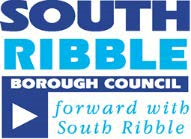 SOUTH
RIBBLE
BOROUGH COUNCIL
forward with
South Ribble